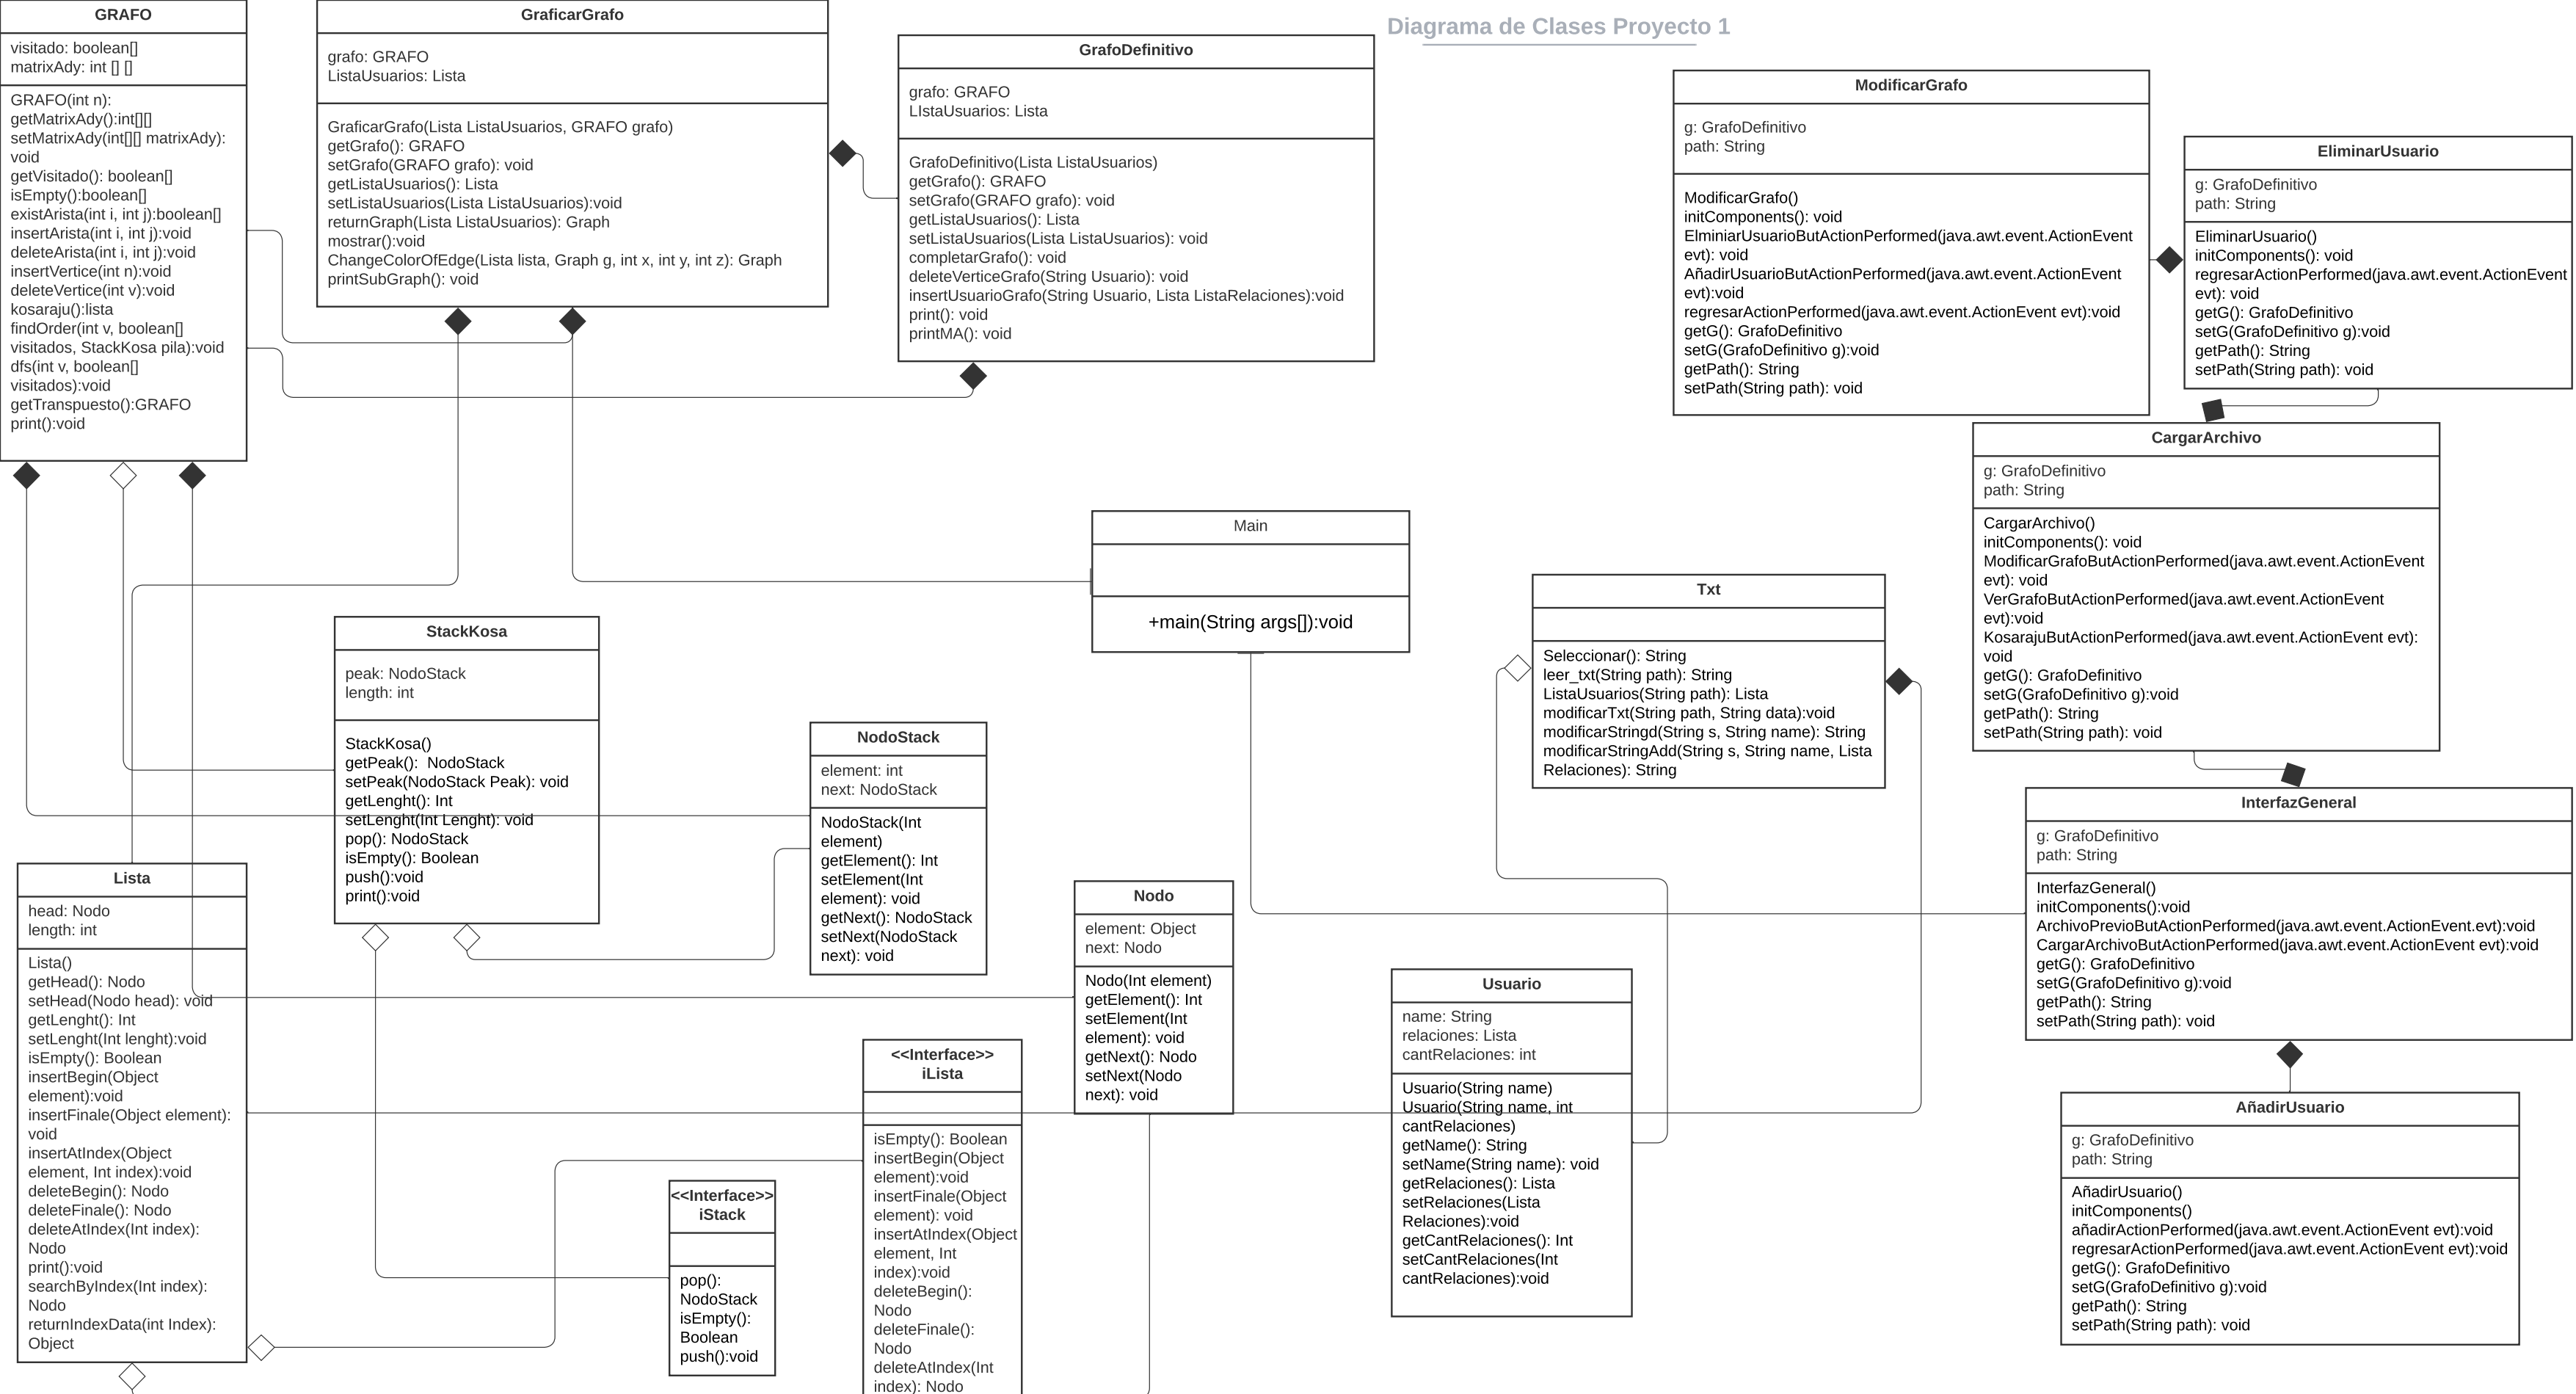 Diagrama de Clases Proyecto 1
GRAFO
visitado: boolean[]
matrixAdy: int [] []
GRAFO(int n):
getMatrixAdy():int[][]
setMatrixAdy(int[][] matrixAdy):
void
getVisitado(): boolean[]
isEmpty():boolean[]
existArista(int i, int j):boolean[]
insertArista(int i, int j):void
deleteArista(int i, int j):void
insertVertice(int n):void
deleteVertice(int v):void
kosaraju():lista
findOrder(int v, boolean[]
visitados, StackKosa pila):void
dfs(int v, boolean[]
visitados):void
getTranspuesto():GRAFO
print():void
GraficarGrafo
grafo: GRAFO
ListaUsuarios: Lista
GraficarGrafo(Lista ListaUsuarios, GRAFO grafo)
getGrafo(): GRAFO
setGrafo(GRAFO grafo): void
getListaUsuarios(): Lista
setListaUsuarios(Lista ListaUsuarios):void
returnGraph(Lista ListaUsuarios): Graph
mostrar():void
ChangeColorOfEdge(Lista lista, Graph g, int x, int y, int z): Graph
printSubGraph(): void
GrafoDefinitivo
grafo: GRAFO
LIstaUsuarios: Lista
GrafoDefinitivo(Lista ListaUsuarios)
getGrafo(): GRAFO
setGrafo(GRAFO grafo): void
getListaUsuarios(): Lista
setListaUsuarios(Lista ListaUsuarios): void
completarGrafo(): void
deleteVerticeGrafo(String Usuario): void
insertUsuarioGrafo(String Usuario, Lista ListaRelaciones):void
print(): void
printMA(): void
ModificarGrafo
g: GrafoDefinitivo
path: String
ModificarGrafo()
initComponents(): void
ElminiarUsuarioButActionPerformed(java.awt.event.ActionEvent
evt): void
AñadirUsuarioButActionPerformed(java.awt.event.ActionEvent
evt):void
regresarActionPerformed(java.awt.event.ActionEvent evt):void
getG(): GrafoDefinitivo
setG(GrafoDefinitivo g):void
getPath(): String
setPath(String path): void
EliminarUsuario
g: GrafoDefinitivo
path: String
EliminarUsuario()
initComponents(): void
regresarActionPerformed(java.awt.event.ActionEvent
evt): void
getG(): GrafoDefinitivo
setG(GrafoDefinitivo g):void
getPath(): String
setPath(String path): void
CargarArchivo
g: GrafoDefinitivo
path: String
CargarArchivo()
initComponents(): void
ModificarGrafoButActionPerformed(java.awt.event.ActionEvent
evt): void
VerGrafoButActionPerformed(java.awt.event.ActionEvent
evt):void
KosarajuButActionPerformed(java.awt.event.ActionEvent evt):
void
getG(): GrafoDefinitivo
setG(GrafoDefinitivo g):void
getPath(): String
setPath(String path): void
Main
+main(String args[]):void
Txt
Seleccionar(): String
leer_txt(String path): String
ListaUsuarios(String path): Lista
modificarTxt(String path, String data):void
modificarStringd(String s, String name): String
modificarStringAdd(String s, String name, Lista
Relaciones): String
StackKosa
peak: NodoStack
length: int
StackKosa()
getPeak():  NodoStack
setPeak(NodoStack Peak): void
getLenght(): Int
setLenght(Int Lenght): void
pop(): NodoStack
isEmpty(): Boolean
push():void
print():void
NodoStack
element: int
next: NodoStack
NodoStack(Int
element)
getElement(): Int
setElement(Int
element): void
getNext(): NodoStack
setNext(NodoStack
next): void
InterfazGeneral
g: GrafoDefinitivo
path: String
InterfazGeneral()
initComponents():void
ArchivoPrevioButActionPerformed(java.awt.event.ActionEvent.evt):void
CargarArchivoButActionPerformed(java.awt.event.ActionEvent evt):void
getG(): GrafoDefinitivo
setG(GrafoDefinitivo g):void
getPath(): String
setPath(String path): void
Lista
head: Nodo
length: int
Lista()
getHead(): Nodo
setHead(Nodo head): void
getLenght(): Int
setLenght(Int lenght):void
isEmpty(): Boolean
insertBegin(Object
element):void
insertFinale(Object element):
void
insertAtIndex(Object
element, Int index):void
deleteBegin(): Nodo
deleteFinale(): Nodo
deleteAtIndex(Int index):
Nodo
print():void
searchByIndex(Int index):
Nodo
returnIndexData(int Index):
Object
Nodo
element: Object
next: Nodo
Nodo(Int element)
getElement(): Int
setElement(Int
element): void
getNext(): Nodo
setNext(Nodo
next): void
Usuario
name: String
relaciones: Lista
cantRelaciones: int
Usuario(String name)
Usuario(String name, int
cantRelaciones)
getName(): String
setName(String name): void
getRelaciones(): Lista
setRelaciones(Lista
Relaciones):void
getCantRelaciones(): Int
setCantRelaciones(Int
cantRelaciones):void
<<Interface>>
iLista
isEmpty(): Boolean
insertBegin(Object
element):void
insertFinale(Object
element): void
insertAtIndex(Object
element, Int
index):void
deleteBegin():
Nodo
deleteFinale():
Nodo
deleteAtIndex(Int
index): Nodo
<<Interface>>
iStack
pop():
NodoStack
isEmpty():
Boolean
push():void
AñadirUsuario
g: GrafoDefinitivo
path: String
AñadirUsuario()
initComponents()
añadirActionPerformed(java.awt.event.ActionEvent evt):void
regresarActionPerformed(java.awt.event.ActionEvent evt):void
getG(): GrafoDefinitivo
setG(GrafoDefinitivo g):void
getPath(): String
setPath(String path): void